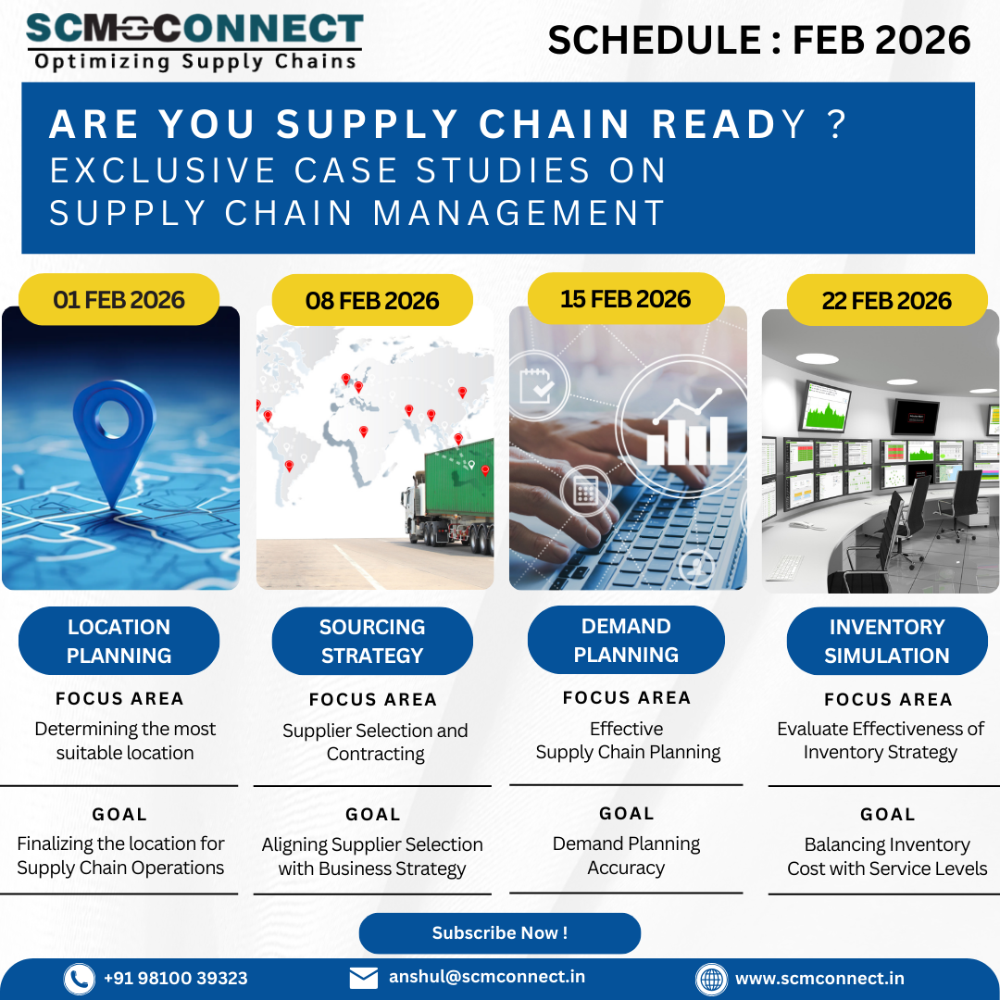 SCMCONNECT
Optimizing Supply Chains
SCHEDULE : FEB 2026
ARE YOU SUPPLY CHAIN READY ?
EXCLUSIVE CASE STUDIES ON
SUPPLY CHAIN MANAGEMENT
01 FEB 2026
LOCATION
PLANNING
FOCUS AREA
Determining the most
suitable location
GOAL
Finalizing the location for
Supply Chain Operations
08 FEB 2026
SOURCING
STRATEGY
FOCUS AREA
Supplier Selection and
Contracting
GOAL
Aligning Supplier Selection
with Business Strategy
15 FEB 2026
DEMAND
PLANNING
FOCUS AREA
Effective
Supply Chain Planning
GOAL
Demand Planning
Accuracy
22 FEB 2026
INVENTORY
SIMULATION
FOCUS AREA
Evaluate Effectiveness of
Inventory Strategy
GOAL
Balancing Inventory
Cost with Service Levels
Subscribe Now !
+91 98100 39323
anshul@scmconnect.in
www.scmconnect.in